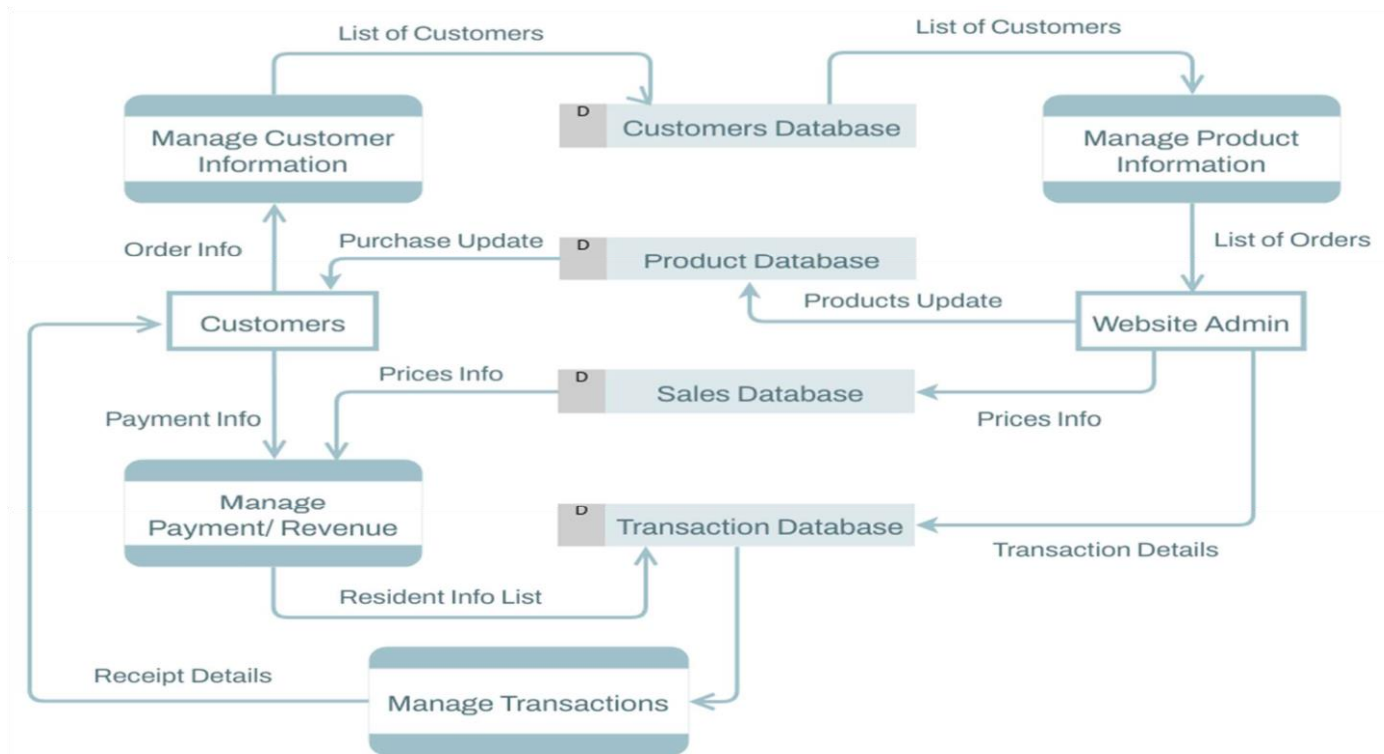 List of Customers
List of Customers
D
Customers Database
Manage Customer
Information
Manage Product
Information
Order Info
Purchase Update
D
Product Database
List of Orders
Products Update
Customers
Website Admin
Prices Info
D
Sales Database
Payment Info
Prices Info
Manage
Payment/ Revenue
D
Transaction Database
Transaction Details
Resident Info List
Receipt Details
Manage Transactions